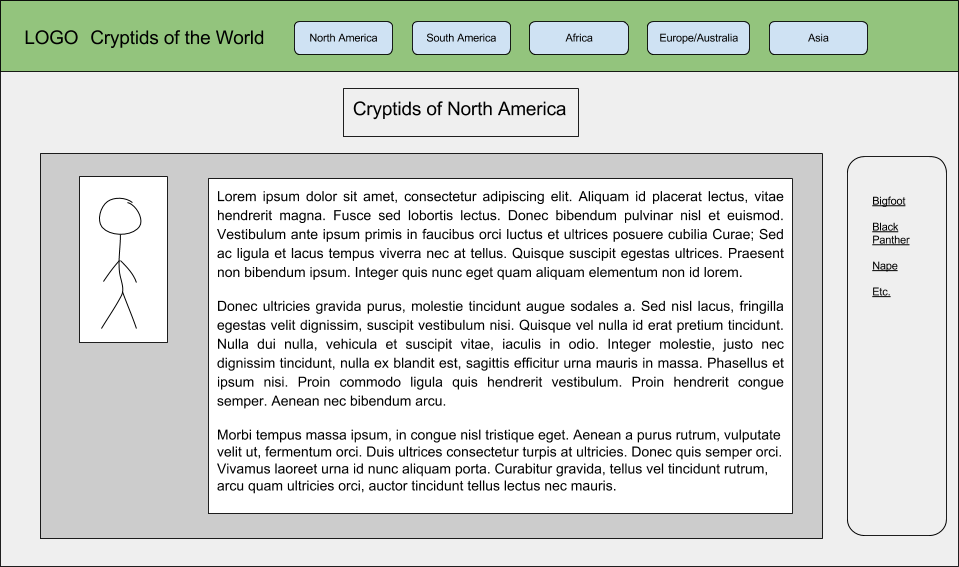 LOGO Cryptids of the World
North America
South America
Africa
Europe/Australia
Asia
Cryptids of North America
Lorem ipsum dolor sit amet, consectetur adipiscing elit. Aliquam id placerat lectus, vitae
hendrerit magna. Fusce sed lobortis lectus. Donec bibendum pulvinar nisl et euismod.
Vestibulum ante ipsum primis in faucibus orci luctus et ultrices posuere cubilia Curae; Sed
ac ligula et lacus tempus viverra nec at tellus. Quisque suscipit egestas ultrices. Praesent
non bibendum ipsum. Integer quis nunc eget quam aliquam elementum non id lorem.
Donec ultricies gravida purus, molestie tincidunt augue sodales a. Sed nisl lacus, fringilla
egestas velit dignissim, suscipit vestibulum nisi. Quisque vel nulla id erat pretium tincidunt.
Nulla dui nulla, vehicula et suscipit vitae, iaculis in odio. Integer molestie, justo nec
dignissim tincidunt, nulla ex blandit est, sagittis efficitur urna mauris in massa. Phasellus et
ipsum nisi. Proin commodo ligula quis hendrerit vestibulum. Proin hendrerit congue
semper. Aenean nec bibendum arcu.
Morbi tempus massa ipsum, in congue nisl tristique eget. Aenean a purus rutrum, vulputate
velit ut, fermentum orci. Duis ultrices consectetur turpis at ultricies. Donec quis semper orci.
Vivamus laoreet urna id nunc aliquam porta. Curabitur gravida, tellus vel tincidunt rutrum,
arcu quam ultricies orci, auctor tincidunt tellus lectus nec mauris.
Bigfoot
Black
Panther
Nape
Etc.